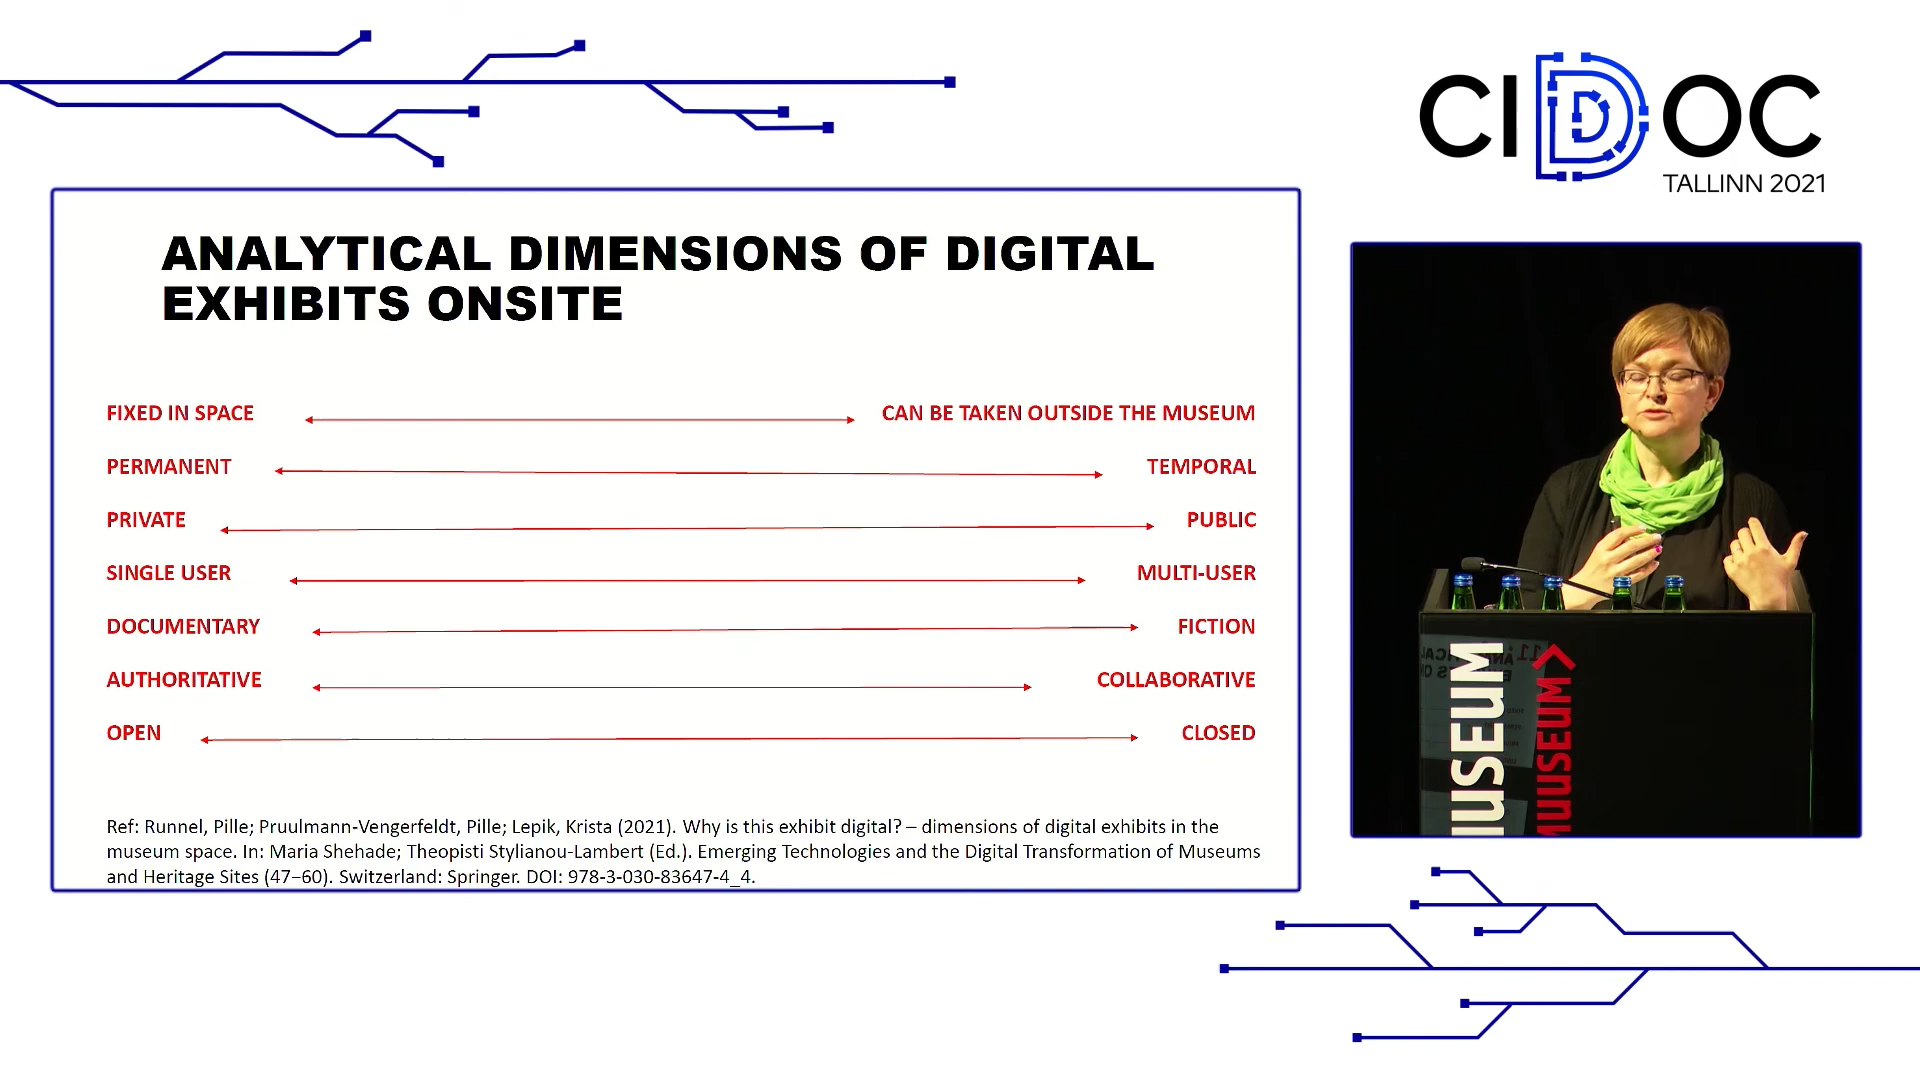 CIDOC
TALLINN 2021
ANALYTICAL DIMENSIONS OF DIGITAL
EXHIBITS ONSITE
FIXED IN SPACE CAN BE TAKEN OUTSIDE THE MUSEUM
PERMANENT TEMPORAL
PRIVATE PUBLIC
SINGLE USER MULTI-USER
DOCUMENTARY FICTION
AUTHORITATIVE COLLABORATIVE
OPEN CLOSED
Ref: Runnel, Pille; Pruulmann-Vengerfeldt, Pille; Lepik, Krista (2021). Why is this exhibit digital? – dimensions of digital exhibits in the
museum space. In: Maria Shehade; Theopisti Stylianou-Lambert (Ed.). Emerging Technologies and the Digital Transformation of Museums
and Heritage Sites (47–60). Switzerland: Springer. DOI: 978-3-030-83647-4_4.